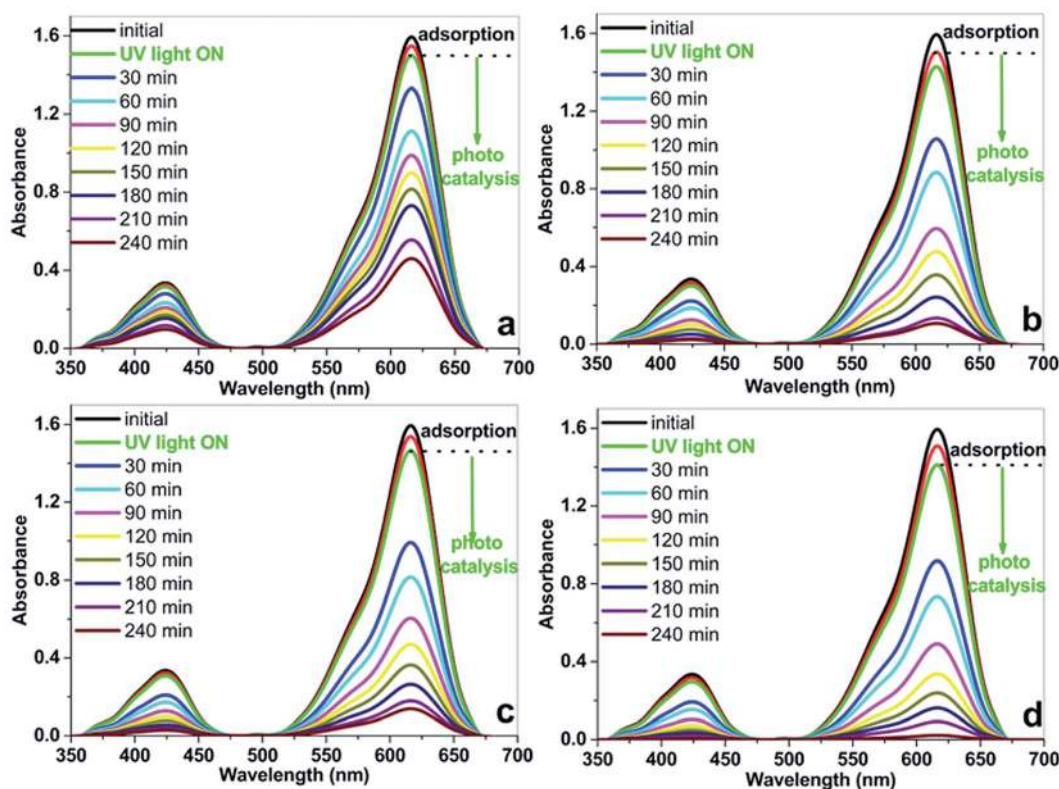 1.6
1.2
0.8
0.4
0.0
Absorbance
initial
UV light ON
30 min
60 min
90 min
120 min
150 min
180 min
210 min
240 min
adsorption
photo
catalysis
a
350 400 450 500 550 600 650 700
Wavelength (nm)
1.6
1.2
0.8
0.4
0.0
Absorbance
initial
UV light ON
30 min
60 min
90 min
120 min
150 min
180 min
210 min
240 min
adsorption
photo
catalysis
b
350 400 450 500 550 600 650 700
Wavelength (nm)
1.6
1.2
0.8
0.4
0.0
Absorbance
initial
UV light ON
30 min
60 min
90 min
120 min
150 min
180 min
210 min
240 min
adsorption
photo
catalysis
c
350 400 450 500 550 600 650 700
Wavelength (nm)
1.6
1.2
0.8
0.4
0.0
Absorbance
initial
UV light ON
30 min
60 min
90 min
120 min
150 min
180 min
210 min
240 min
adsorption
photo
catalysis
d
350 400 450 500 550 600 650 700
Wavelength (nm)